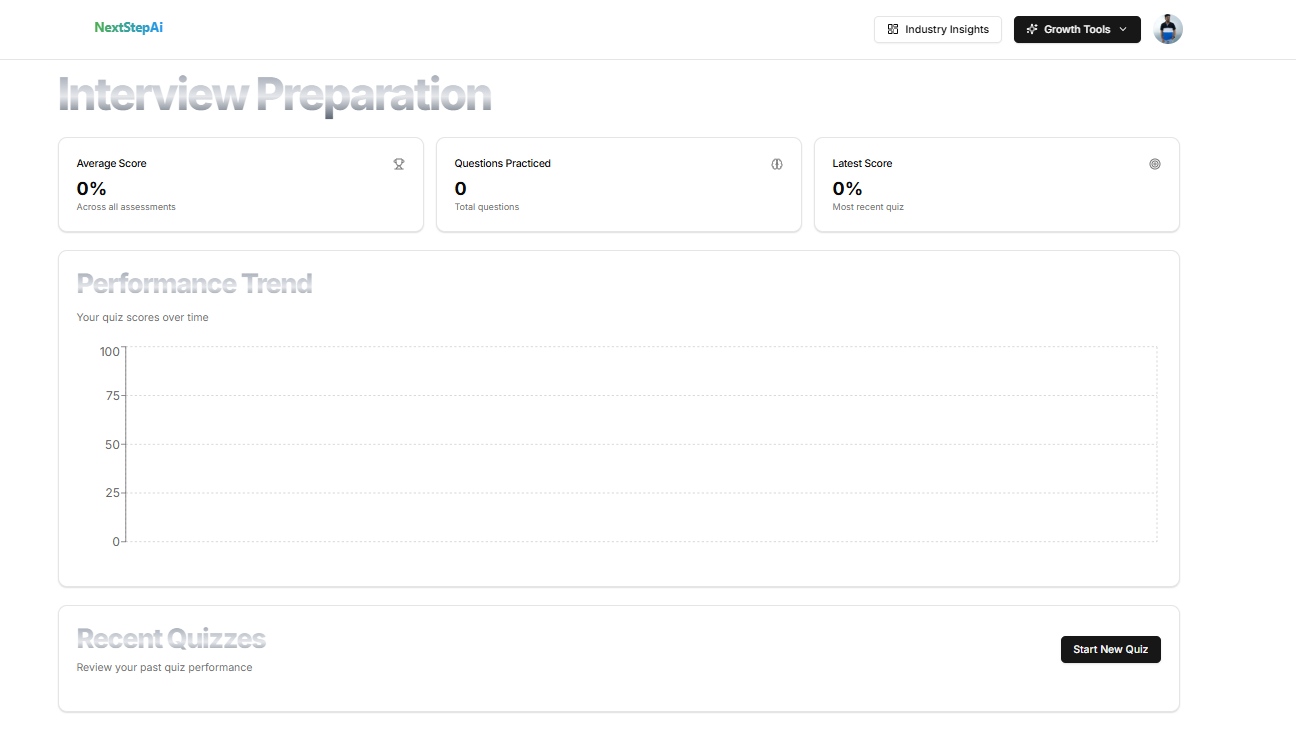 NextStepAi
Industry Insights
Growth Tools
Interview Preparation
Average Score
0%
Across all assessments
Questions Practiced
0
Total questions
Latest Score
0%
Most recent quiz
Performance Trend
Your quiz scores over time
100
75
50
25
0
Recent Quizzes
Review your past quiz performance
Start New Quiz